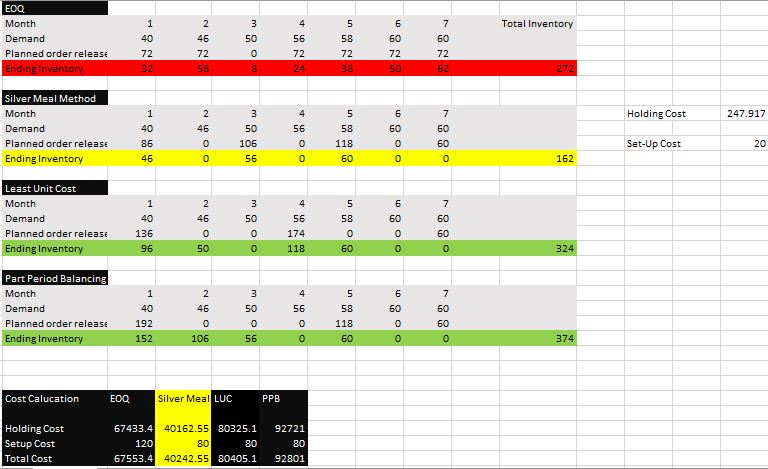 EOQ
Month 1 2 3 4 5 6 7 Total Inventory
Demand 40 46 50 56 58 60 60
Planned order release 72 72 0 72 72 72 72
Ending Inventory 32 58 8 24 38 50 62 272
Silver Meal Method
Month 1 2 3 4 5 6 7 Holding Cost 247.917
Demand 40 46 50 56 58 60 60
Planned order release 86 0 106 0 118 0 60 Set-Up Cost 20
Ending Inventory 46 0 56 0 60 0 0 162
Least Unit Cost
Month 1 2 3 4 5 6 7
Demand 40 46 50 56 58 60 60
Planned order release 136 0 0 174 0 0 60
Ending Inventory 96 50 0 118 60 0 0 324
Part Period Balancing
Month 1 2 3 4 5 6 7
Demand 40 46 50 56 58 60 60
Planned order release 192 0 0 0 118 0 60
Ending Inventory 152 106 56 0 60 0 0 374
Cost Calucation EOQ Silver Meal LUC PPB
Holding Cost 67433.4 40162.55 80325.1 92721
Setup Cost 120 80 80 80
Total Cost 67553.4 40242.55 80405.1 92801